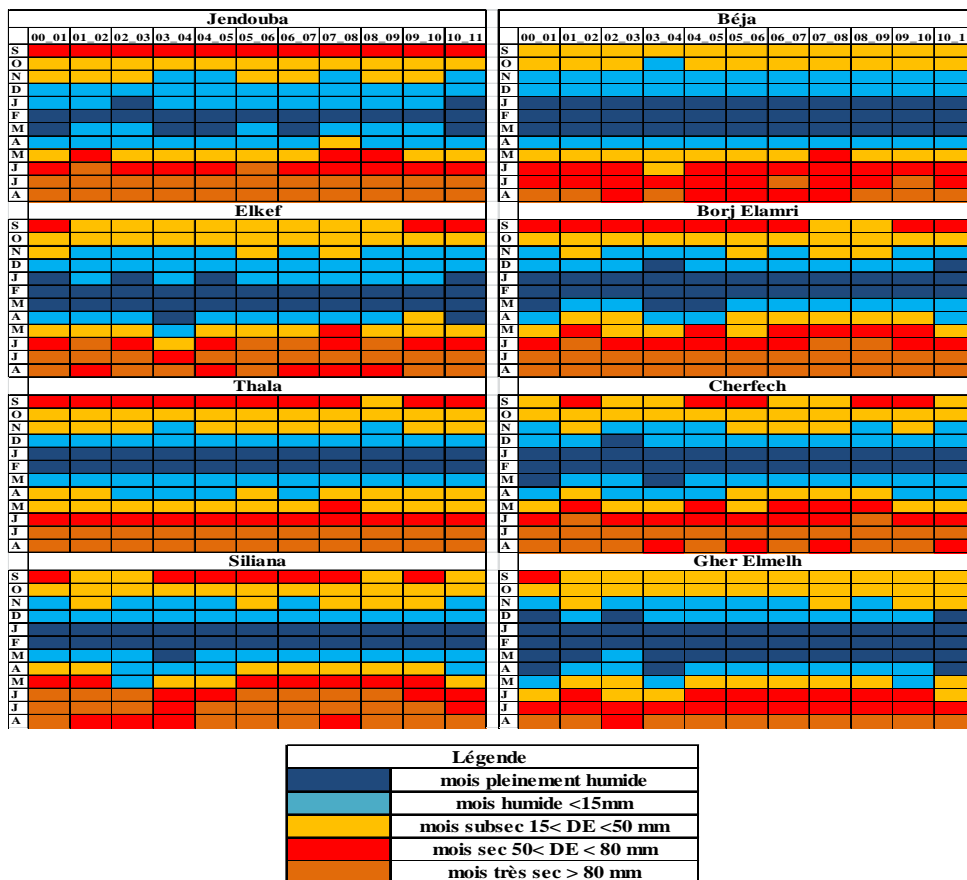 Jendouba Béja
00_01 01_02 02_03 03_04 04_05 05_06 06_07 07_08 08_09 09_10 10_11 00_01 01_02 02_03 03_04 04_05 05_06 06_07 07_08 08_09 09_10 10_1
S S
O O
N N
D D
J J
F F
M M
A A
M M
J J
J J
A A
Elkef Borj Elamri
S S
O O
N N
D D
J J
F F
M M
A A
M M
J J
J J
A A
Thala Cherfech
S S
O O
N N
D D
J J
F F
M M
A A
M M
J J
J J
A A
Siliana Gher Elmelh
S S
O O
N N
D D
J J
F F
M M
A A
M M
J J
J J
A A
Légende
mois pleinement humide
mois humide <15mm
mois subsec 15< DE <50 mm
mois sec 50< DE < 80 mm
mois très sec > 80 mm